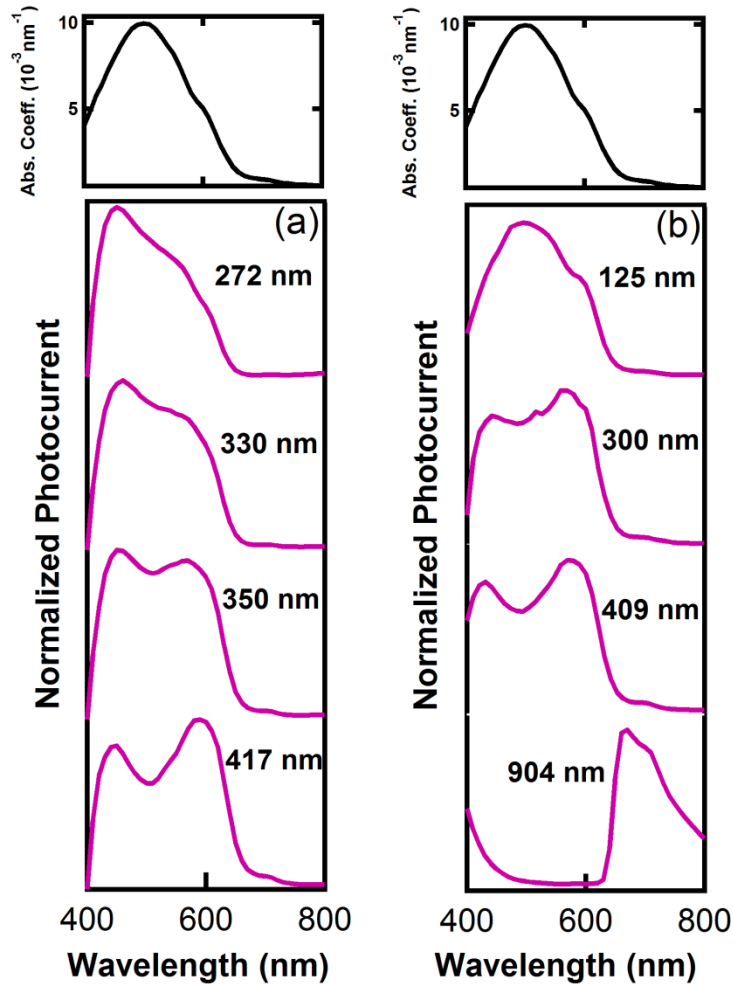 Abs. Coeff. (10⁻³ nm⁻¹)
10
5
Normalized Photocurrent
(a)
272 nm
330 nm
350 nm
417 nm
400 600 800
Wavelength (nm)
Abs. Coeff. (10⁻³ nm⁻¹)
10
5
Normalized Photocurrent
(b)
125 nm
300 nm
409 nm
904 nm
400 600 800
Wavelength (nm)